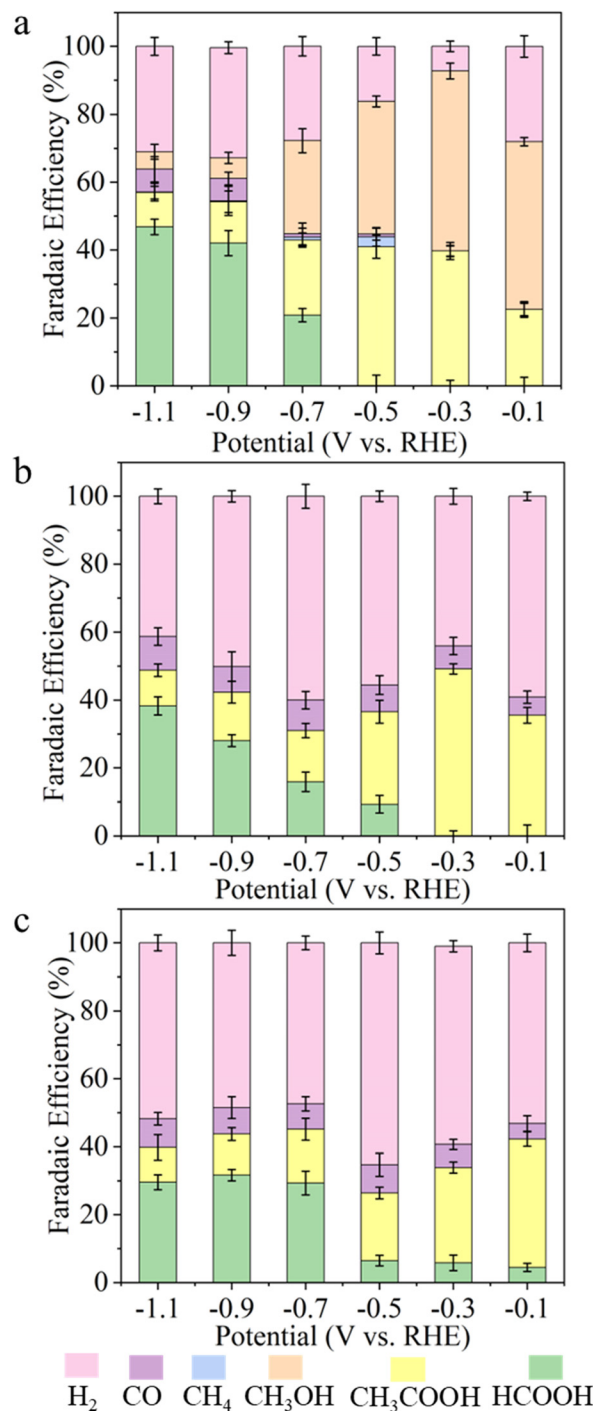 a
Faradaic Efficiency (%)
100
80
60
40
20
0
-1.1 -0.9 -0.7 -0.5 -0.3 -0.1
Potential (V vs. RHE)
b
Faradaic Efficiency (%)
100
80
60
40
20
0
-1.1 -0.9 -0.7 -0.5 -0.3 -0.1
Potential (V vs. RHE)
c
Faradaic Efficiency (%)
100
80
60
40
20
0
-1.1 -0.9 -0.7 -0.5 -0.3 -0.1
Potential (V vs. RHE)
H₂ CO CH₄ CH₃OH CH₃COOH HCOOH